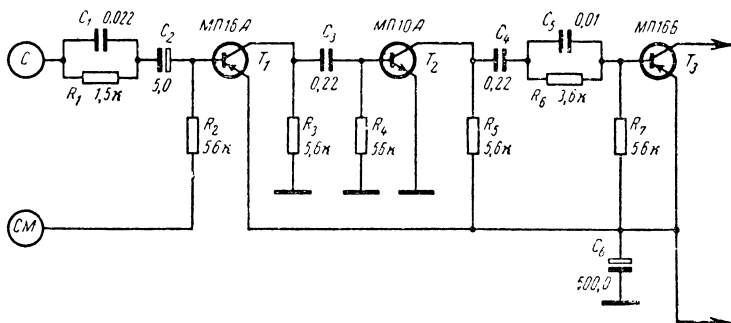 C
C₁ 0,022
R₁ 1,5к
C₂
5,0
МП16А
T₁
R₂
56к
C₃
0,22
R₃
5,6к
R₄
56к
МП10А
T₂
R₅
5,6к
C₄
0,22
C₅ 0,01
R₆ 3,6к
МП16Б
T₃
R₇
56к
C₆
500,0
СМ